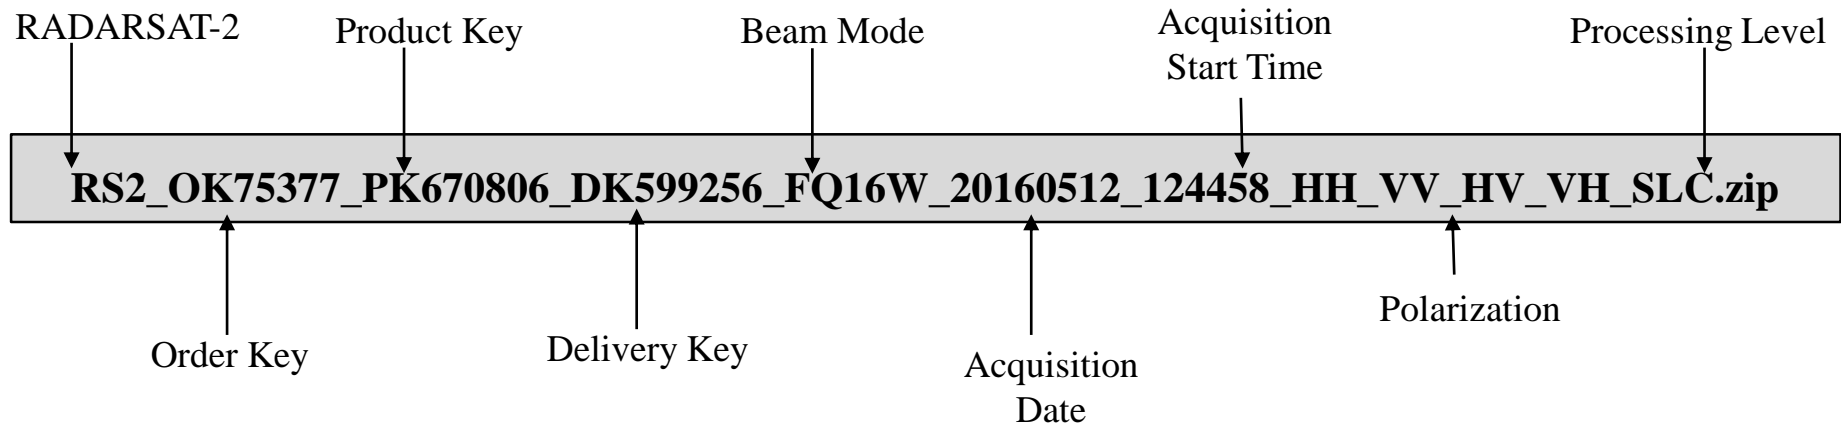 RADARSAT-2
Product Key
Beam Mode
Acquisition
Start Time
Processing Level
RS2_OK75377_PK670806_DK599256_FQ16W_20160512_124458_HH_VV_HV_VH_SLC.zip
Order Key
Delivery Key
Acquisition
Date
Polarization